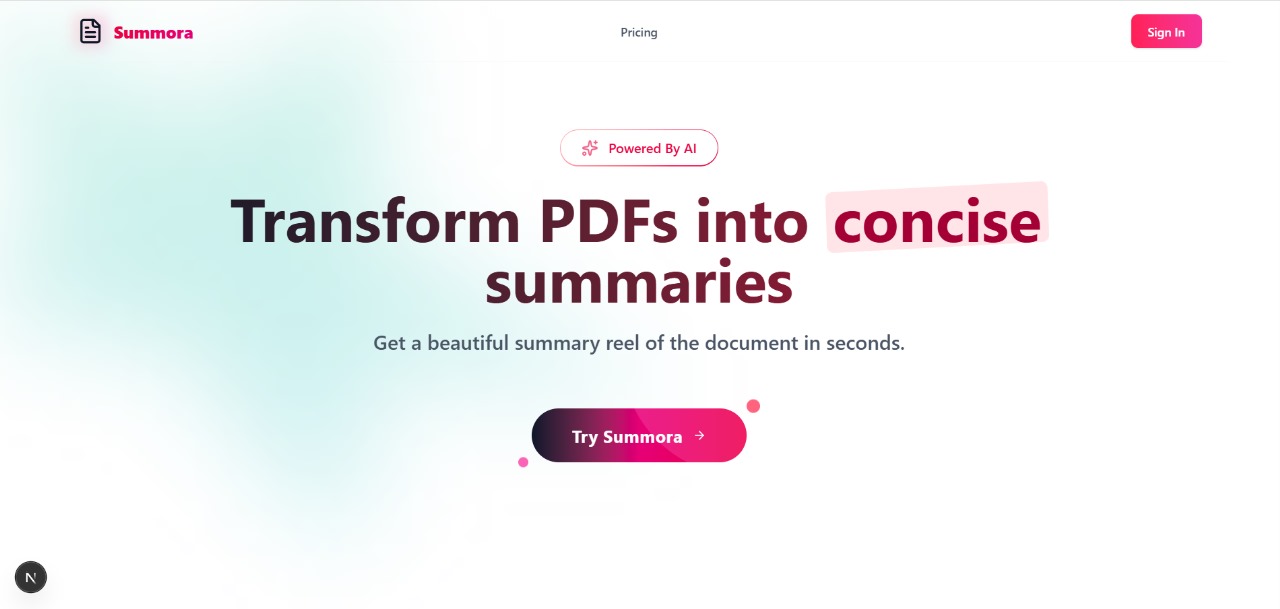 Summora
Pricing
Sign In
Powered By AI
Transform PDFs into concise
summaries
Get a beautiful summary reel of the document in seconds.
Try Summora →
N